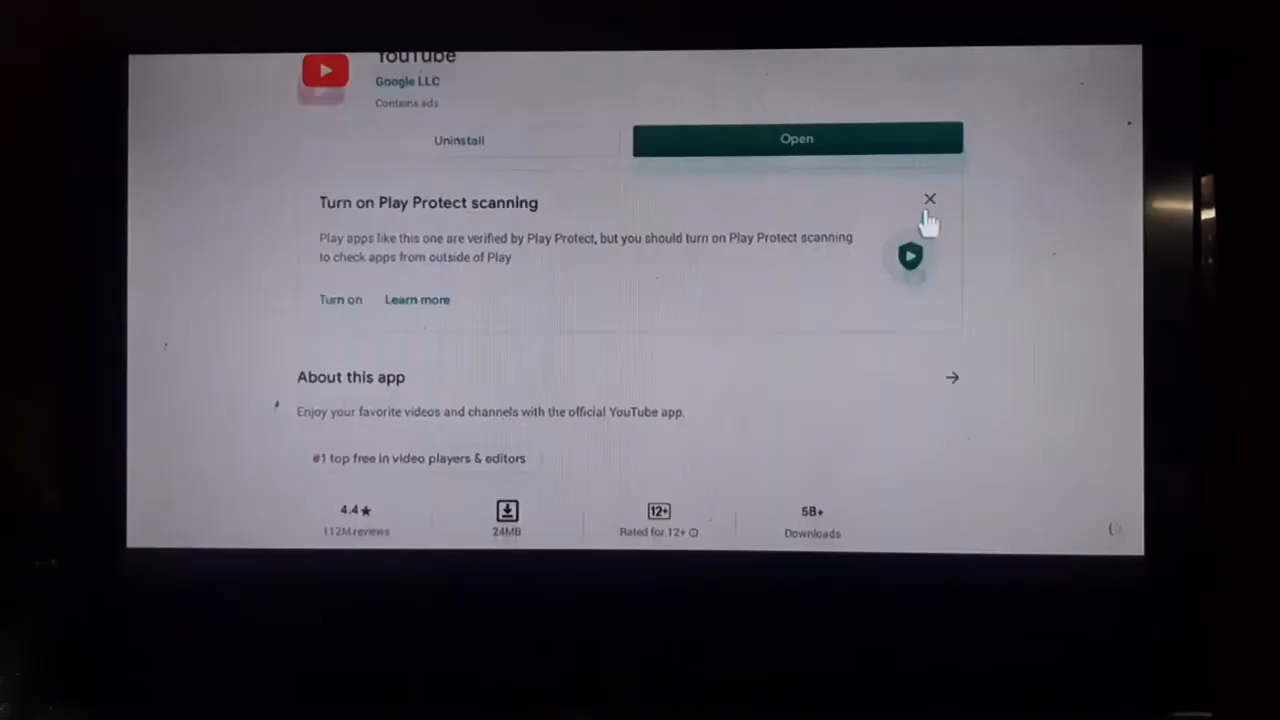 YouTube
Google LLC
Contains ads
Uninstall
Open
Turn on Play Protect scanning
Play apps like this one are verified by Play Protect, but you should turn on Play Protect scanning
to check apps from outside of Play
Turn on
Learn more
About this app
Enjoy your favorite videos and channels with the official YouTube app.
#1 top free in video players & editors
4.4★
112M reviews
24MB
12+
Rated for 12+
5B+
Downloads